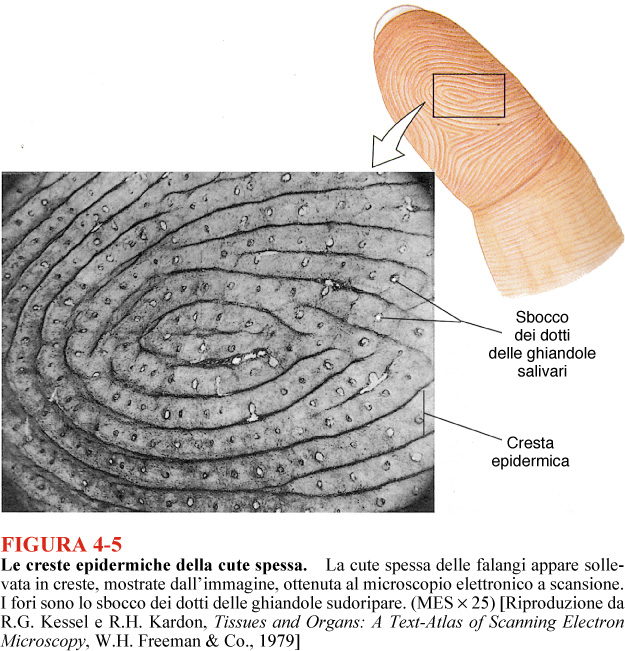 Sbocco
dei dotti
delle ghiandole
salivari
Cresta
epidermica
FIGURA 4-5
Le creste epidermiche della cute spessa. La cute spessa delle falangi appare solle-
vata in creste, mostrate dall'immagine, ottenuta al microscopio elettronico a scansione.
I fori sono lo sbocco dei dotti delle ghiandole sudoripare. (MES × 25) [Riproduzione da
R.G. Kessel e R.H. Kardon, Tissues and Organs: A Text-Atlas of Scanning Electron
Microscopy, W.H. Freeman & Co., 1979]